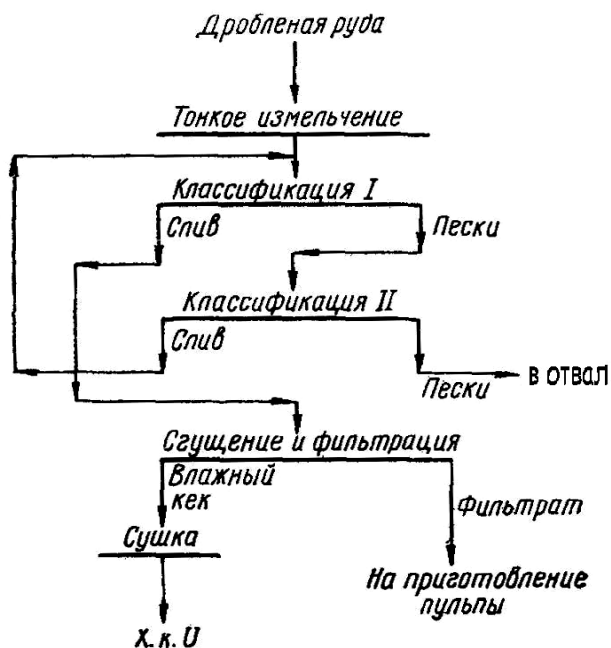 Дробленая руда
Тонкое измельчение
Классификация I
Слив
Пески
Классификация II
Слив
Пески
в отвал
Сгущение и фильтрация
Влажный
кек
Фильтрат
Сушка
На приготовление
пульпы
Х.к.U